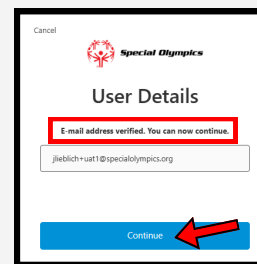 Cancel
Special Olympics
User Details
E-mail address verified. You can now continue.
jlieblich+uat1@specialolympics.org
Continue